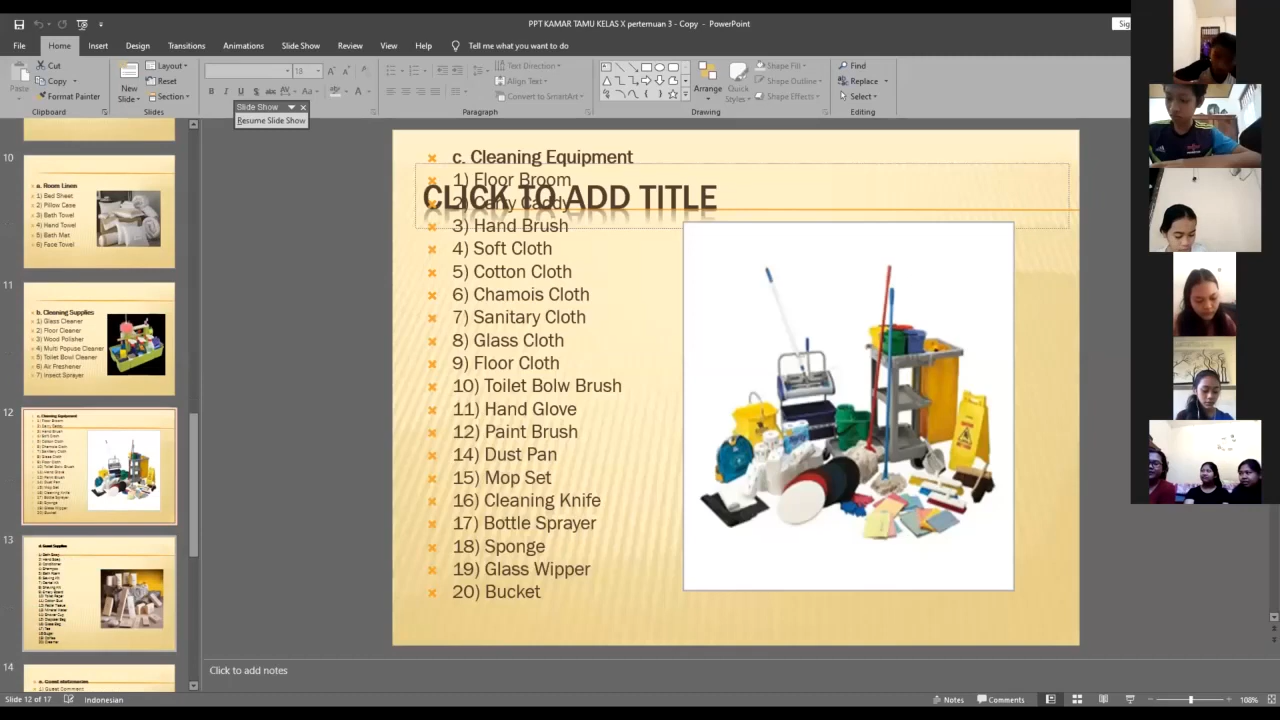 PPT KAMAR TAMU KELAS X pertemuan 3 - Copy - PowerPoint
File Home Insert Design Transitions Animations Slide Show Review View Help Tell me what you want to do
Paste
Cut
Copy
Format Painter
Clipboard
New Slide
Layout
Reset
Section
Slides
13
Slide Show
Resume Slide Show
Text Direction
Align Text
Convert to SmartArt
Paragraph
Arrange
Quick Styles
Shape Fill
Shape Outline
Shape Effects
Drawing
Find
Replace
Select
Editing
10
a. Room Linen
1) Bed Sheet
2) Pillow Case
3) Bath Towel
4) Hand Towel
5) Bath Mat
6) Face Towel
11
b. Cleaning Supplies
1) Glass Cleaner
2) Floor Cleaner
3) Wood Polisher
4) Multi Popuse Cleaner
5) Toilet Bowl Cleaner
6) Air Freshener
7) Insect Sprayer
12
13
14
c. Cleaning Equipment
1) Floor Broom
CLICK TO ADD TITLE
2) Carry Caddy
3) Hand Brush
4) Soft Cloth
5) Cotton Cloth
6) Chamois Cloth
7) Sanitary Cloth
8) Glass Cloth
9) Floor Cloth
10) Toilet Bolw Brush
11) Hand Glove
12) Paint Brush
14) Dust Pan
15) Mop Set
16) Cleaning Knife
17) Bottle Sprayer
18) Sponge
19) Glass Wipper
20) Bucket
Click to add notes
Slide 12 of 17 Indonesian Notes Comments 108%